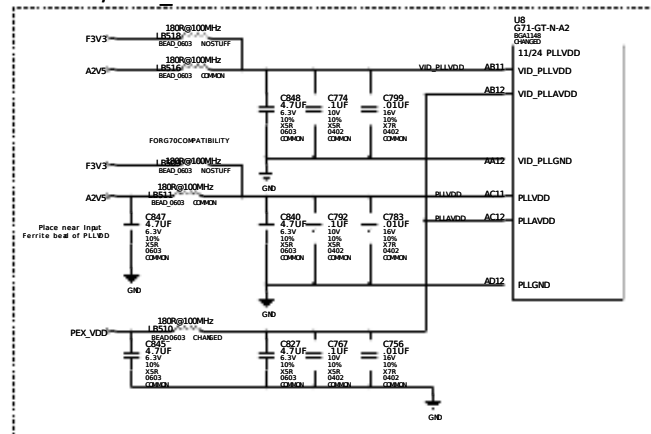 U8
G71-GT-N-A2
BGA1148
CHANGED
11/24 PLLVDD
180R@100MHz
F3V3
LB518
BEAD_0603 NOSTUFF
180R@100MHz
A2V5
LB516
BEAD_0603 COMMON
VID_PLLVDD
AB11
VID_PLLVDD
AB12
VID_PLLAVDD
C848
4.7UF
6.3V
10%
X5R
0603
COMMON
C774
.1UF
10V
10%
X5R
0402
COMMON
C799
.01UF
16V
10%
X7R
0402
COMMON
FORG70COMPATIBILITY
AA12
VID_PLLGND
180R@100MHz
F3V3
BEAD_0603 NOSTUFF
GND
180R@100MHz
A2V5
LB511
BEAD_0603 COMMON
PLLVDD
AC11
PLLVDD
PLLAVDD
AC12
PLLAVDD
Place near Input
Ferrite bead of PLLVDD
C847
4.7UF
6.3V
10%
X5R
0603
COMMON
C840
4.7UF
6.3V
10%
X5R
0603
COMMON
C792
.1UF
10V
10%
X5R
0402
COMMON
C783
.01UF
16V
10%
X7R
0402
COMMON
GND
AD12
PLLGND
GND
180R@100MHz
PEX_VDD
LB510
BEAD0603 CHANGED
C845
4.7UF
6.3V
10%
X5R
0603
COMMON
C827
4.7UF
6.3V
10%
X5R
0603
COMMON
C767
.1UF
10V
10%
X5R
0402
COMMON
C756
.01UF
16V
10%
X7R
0402
COMMON
GND